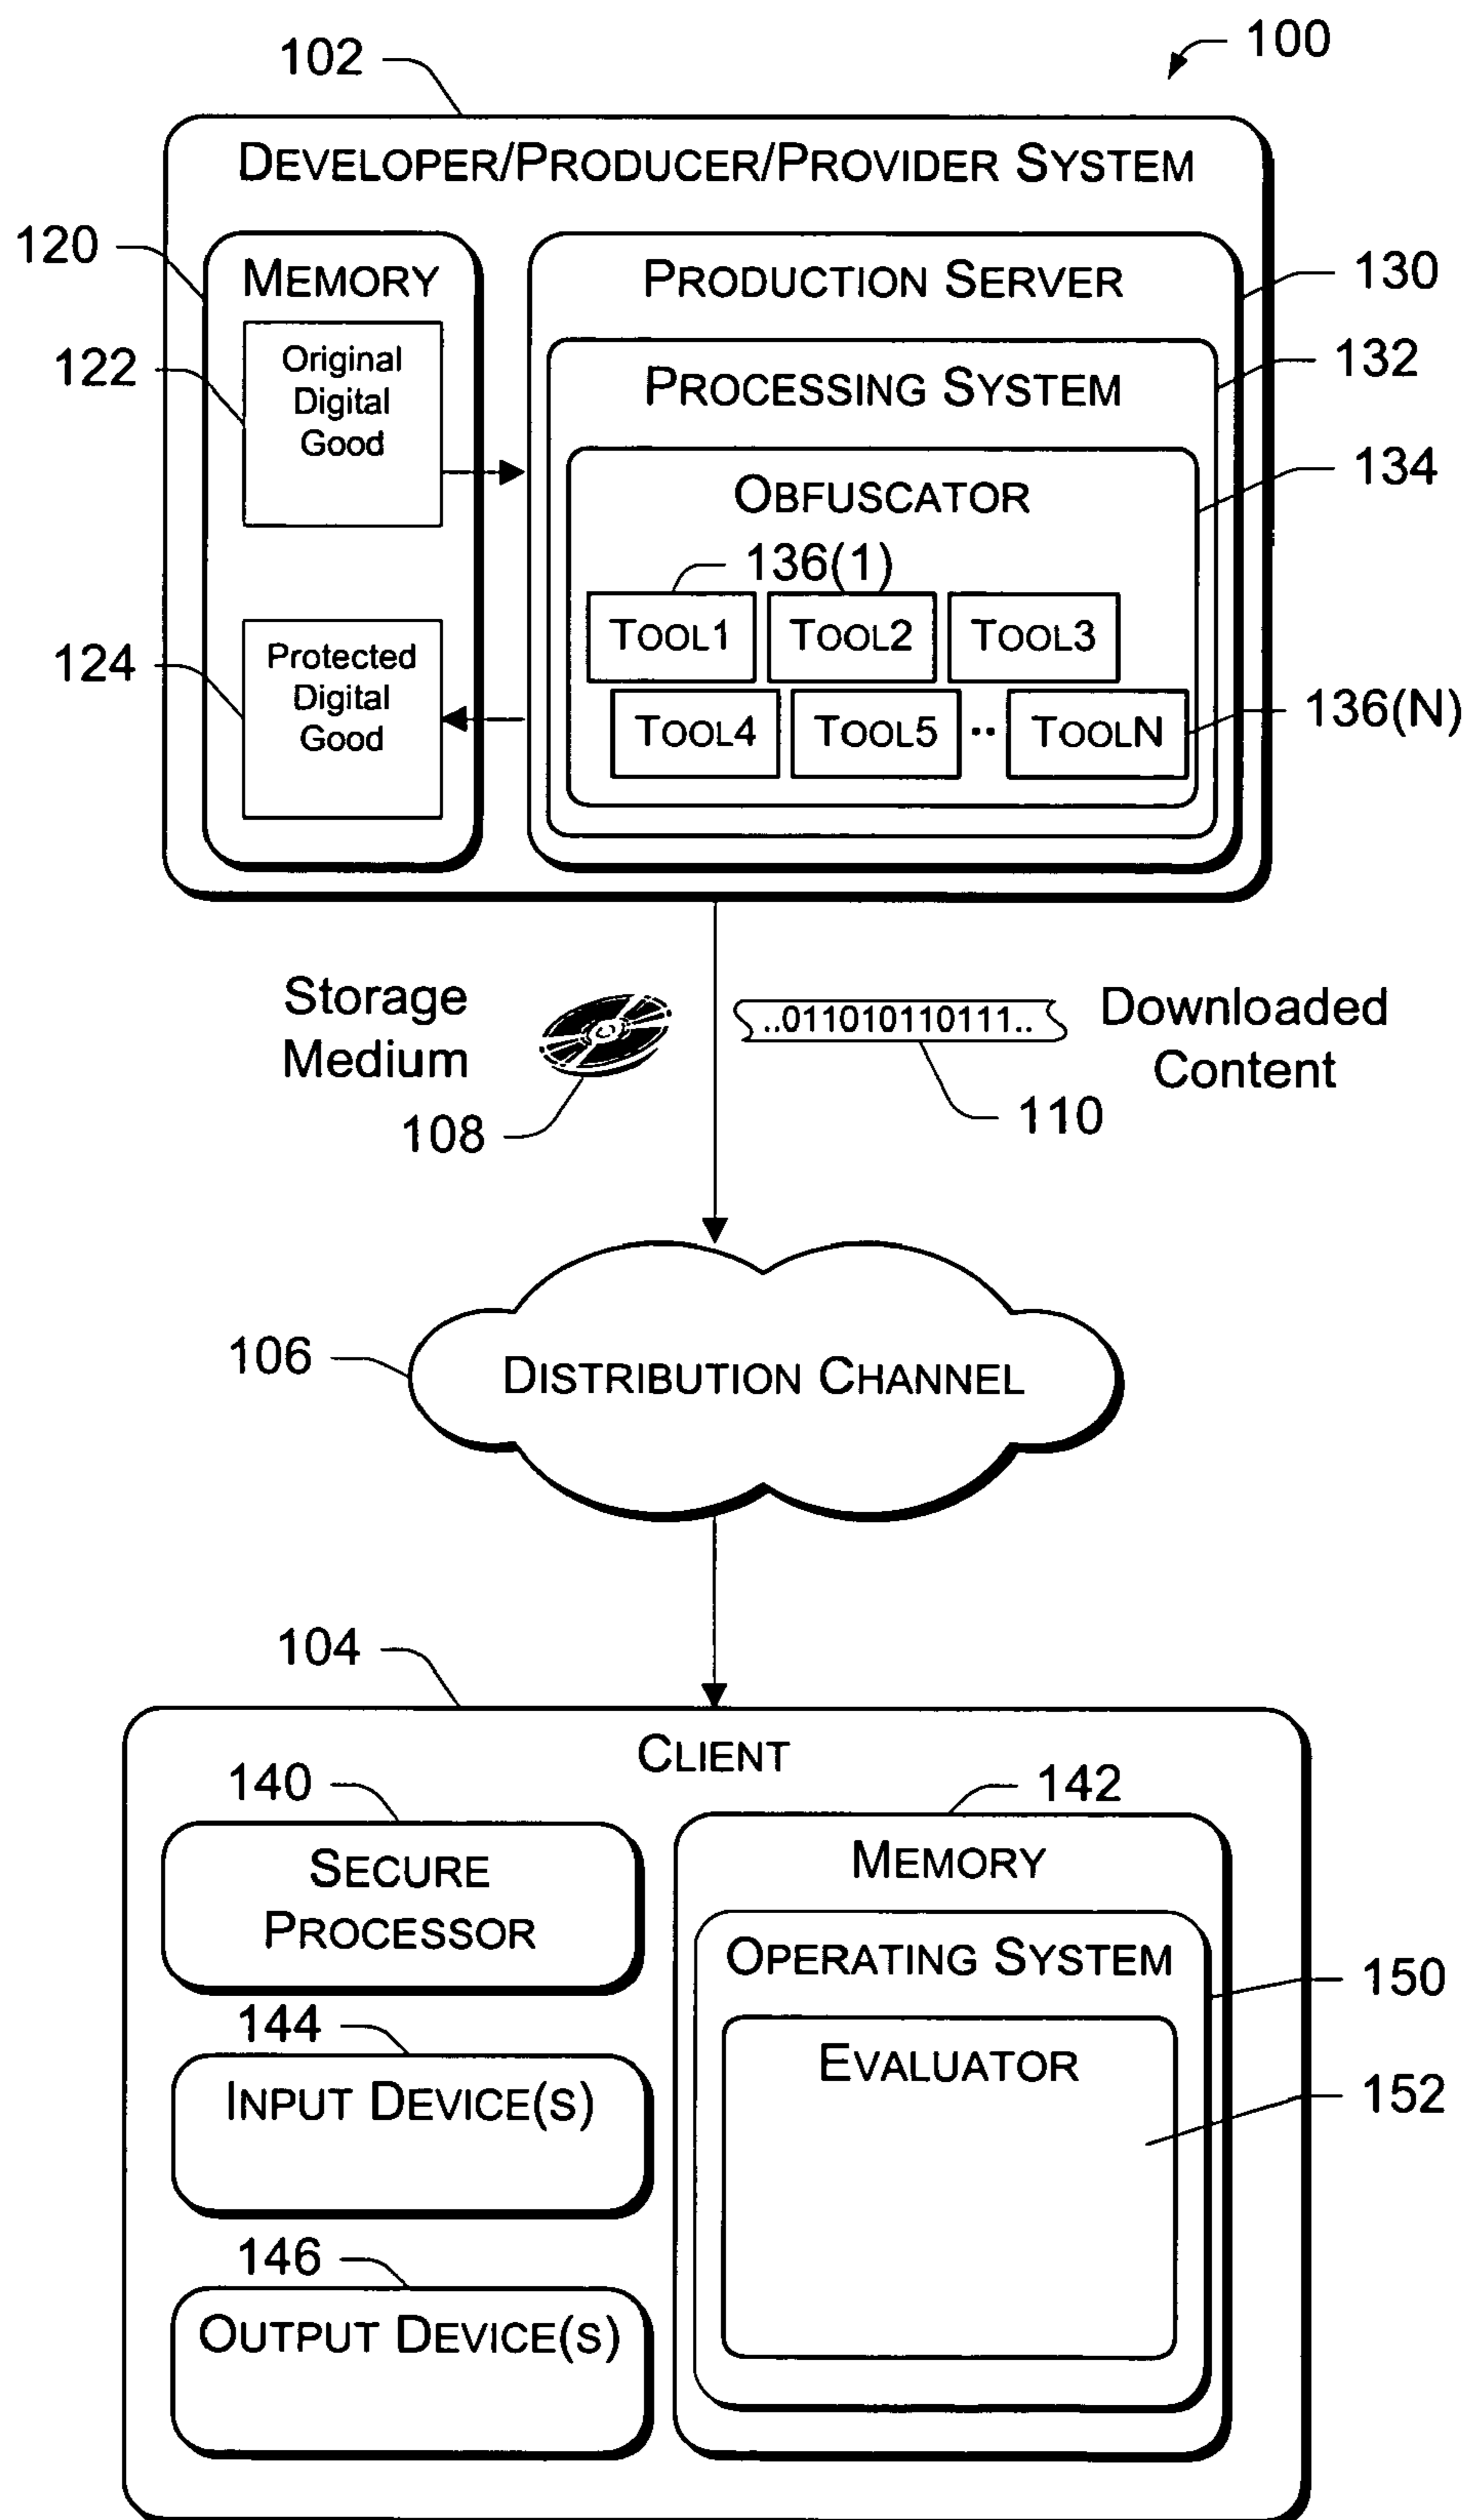 100
102
DEVELOPER/PRODUCER/PROVIDER SYSTEM
120
MEMORY
PRODUCTION SERVER
130
122
Original
Digital
Good
PROCESSING SYSTEM
132
OBFUSCATOR
134
136(1)
TOOL1
TOOL2
TOOL3
124
Protected
Digital
Good
TOOL4
TOOL5
..
TOOLN
136(N)
Storage
Medium
108
..011010110111..
110
Downloaded
Content
106
DISTRIBUTION CHANNEL
104
CLIENT
140
SECURE
PROCESSOR
142
MEMORY
OPERATING SYSTEM
150
144
INPUT DEVICE(S)
EVALUATOR
152
146
OUTPUT DEVICE(S)